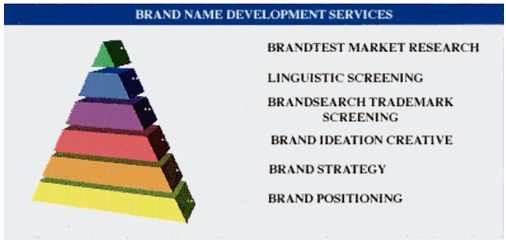 BRAND NAME DEVELOPMENT SERVICES
BRANDTEST MARKET RESEARCH
LINGUISTIC SCREENING
BRANDSEARCH TRADEMARK
SCREENING
BRAND IDEATION CREATIVE
BRAND STRATEGY
BRAND POSITIONING